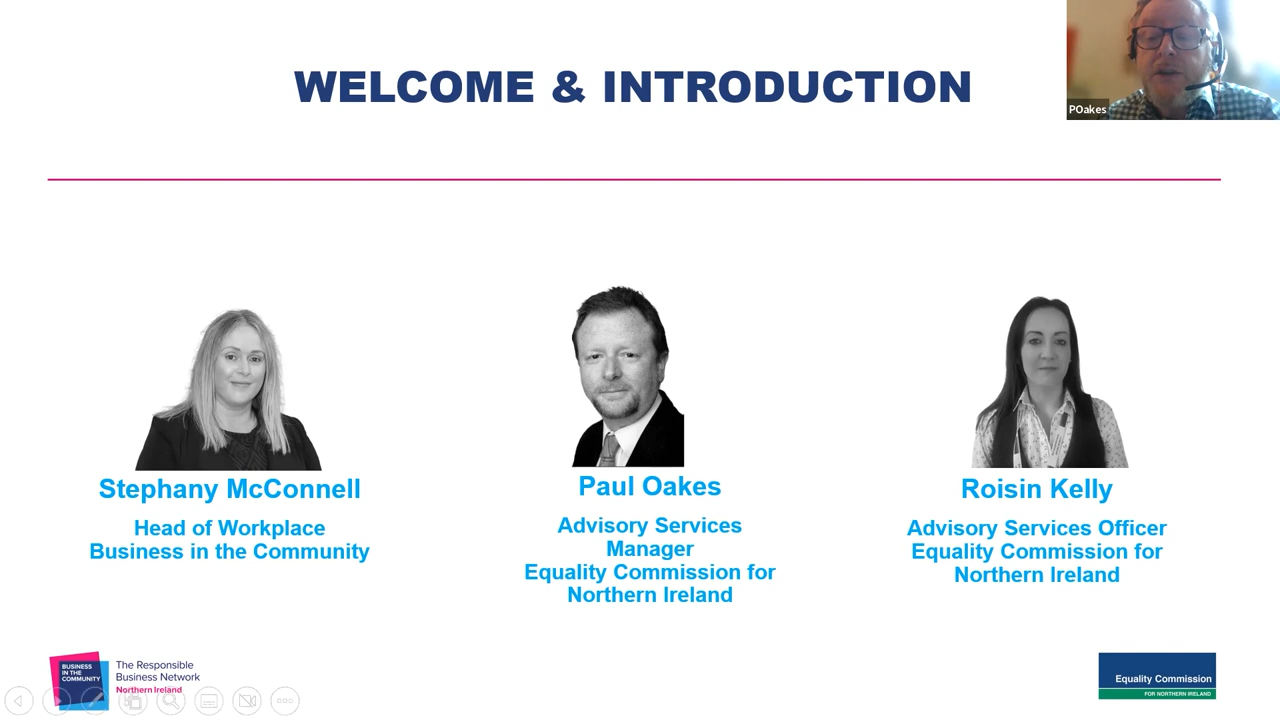 WELCOME & INTRODUCTION
POakes
Stephany McConnell
Head of Workplace
Business in the Community
Paul Oakes
Advisory Services
Manager
Equality Commission for
Northern Ireland
Roisin Kelly
Advisory Services Officer
Equality Commission for
Northern Ireland
BUSINESS
IN THE
COMMUNITY
The Responsible
Business Network
Northern Ireland
Equality Commission
FOR NORTHERN IRELAND